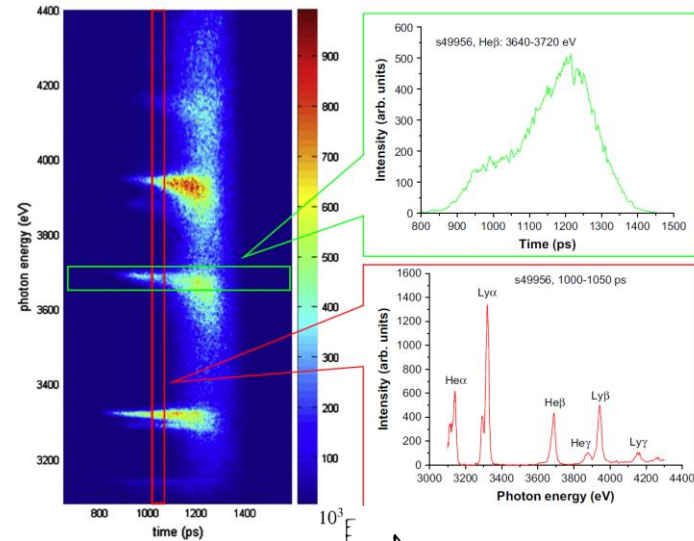 4400
4200
4000
3800
3600
3400
3200
photon energy (eV)
800
1000
1200
1400
time (ps)
900
800
700
600
500
400
300
200
100
600
500
400
300
200
100
0
Intensity (arb. units)
s49956, Heβ: 3640-3720 eV
800 900 1000 1100 1200 1300 1400 1500
Time (ps)
1600
1400
1200
1000
800
600
400
200
0
Intensity (arb. units)
s49956, 1000-1050 ps
Lyα
Heα
Heβ
Lyβ
Heγ
Lyγ
3000 3200 3400 3600 3800 4000 4200 4400
Photon energy (eV)
10³